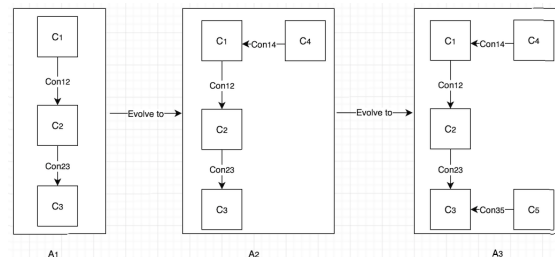 C1
Con12
C2
Con23
C3
A1
Evolve to
C1
Con14
C4
Con12
C2
Con23
C3
A2
Evolve to
C1
Con14
C4
Con12
C2
Con23
C3
Con35
C5
A3